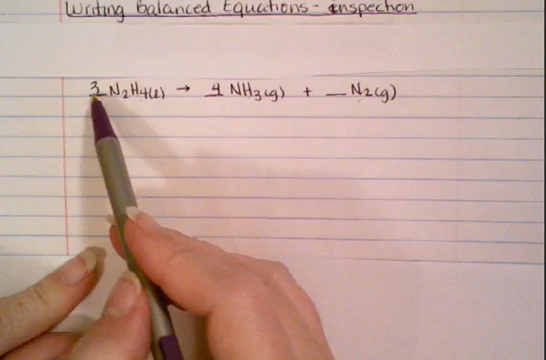 Writing Balanced Equations - inspection
3 N2H4(l) → 4 NH3(g) + __ N2(g)